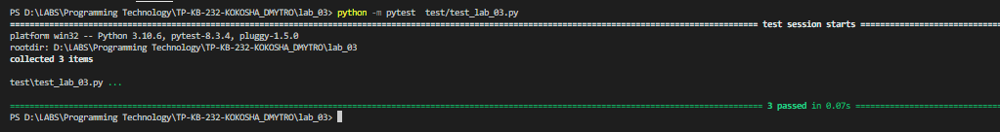 PS D:\LABS\Programming Technology\TP-KB-232-KOKOSHA_DMYTRO\lab_03> python -m pytest  test/test_lab_03.py
================ test session starts ================
platform win32 -- Python 3.10.6, pytest-8.3.4, pluggy-1.5.0
rootdir: D:\LABS\Programming Technology\TP-KB-232-KOKOSHA_DMYTRO\lab_03
collected 3 items
test\test_lab_03.py ...
================ 3 passed in 0.07s ================
PS D:\LABS\Programming Technology\TP-KB-232-KOKOSHA_DMYTRO\lab_03>